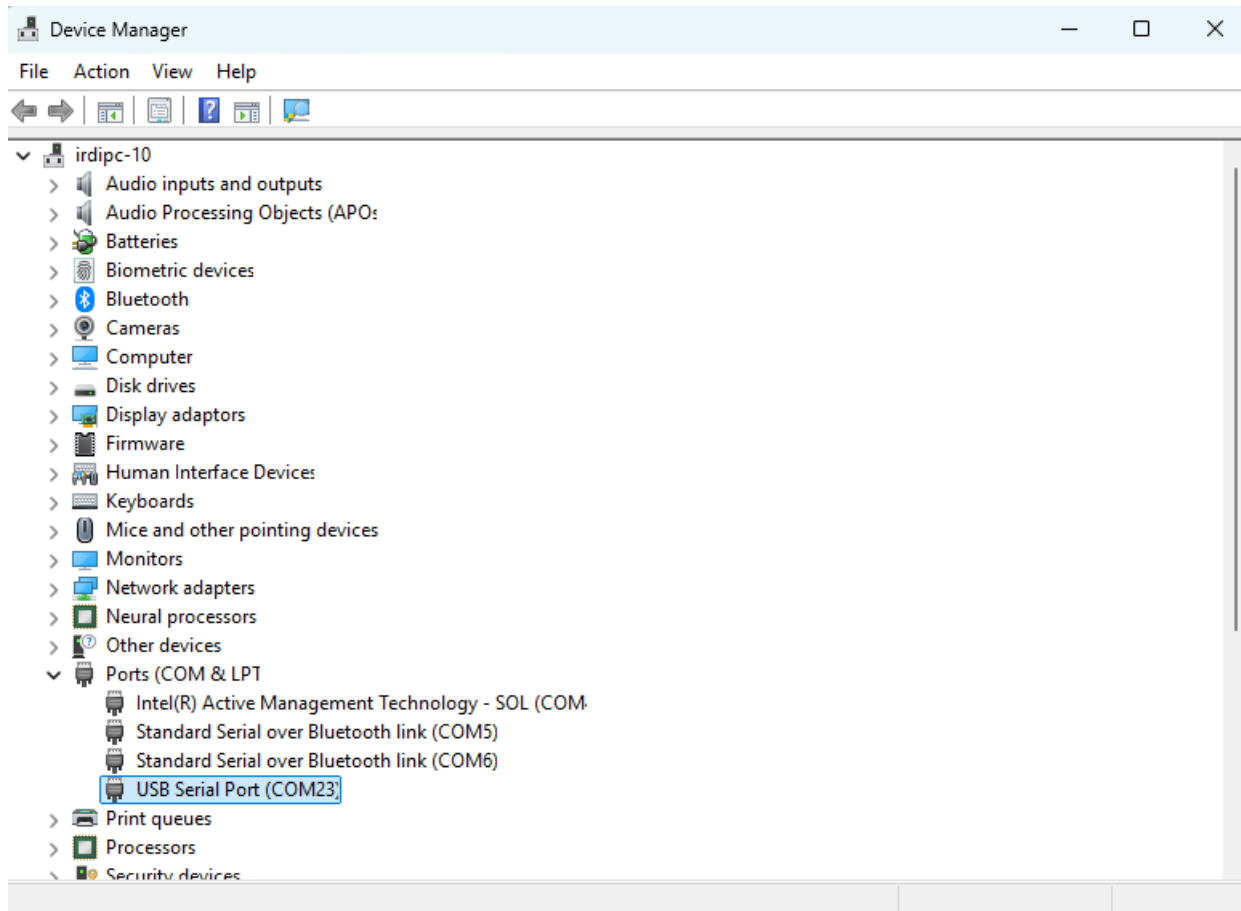 Device Manager
File Action View Help
irdipc-10
Audio inputs and outputs
Audio Processing Objects (APOs
Batteries
Biometric devices
Bluetooth
Cameras
Computer
Disk drives
Display adaptors
Firmware
Human Interface Devices
Keyboards
Mice and other pointing devices
Monitors
Network adapters
Neural processors
Other devices
Ports (COM & LPT
Intel(R) Active Management Technology - SOL (COM
Standard Serial over Bluetooth link (COM5)
Standard Serial over Bluetooth link (COM6)
USB Serial Port (COM23)
Print queues
Processors
Security devices